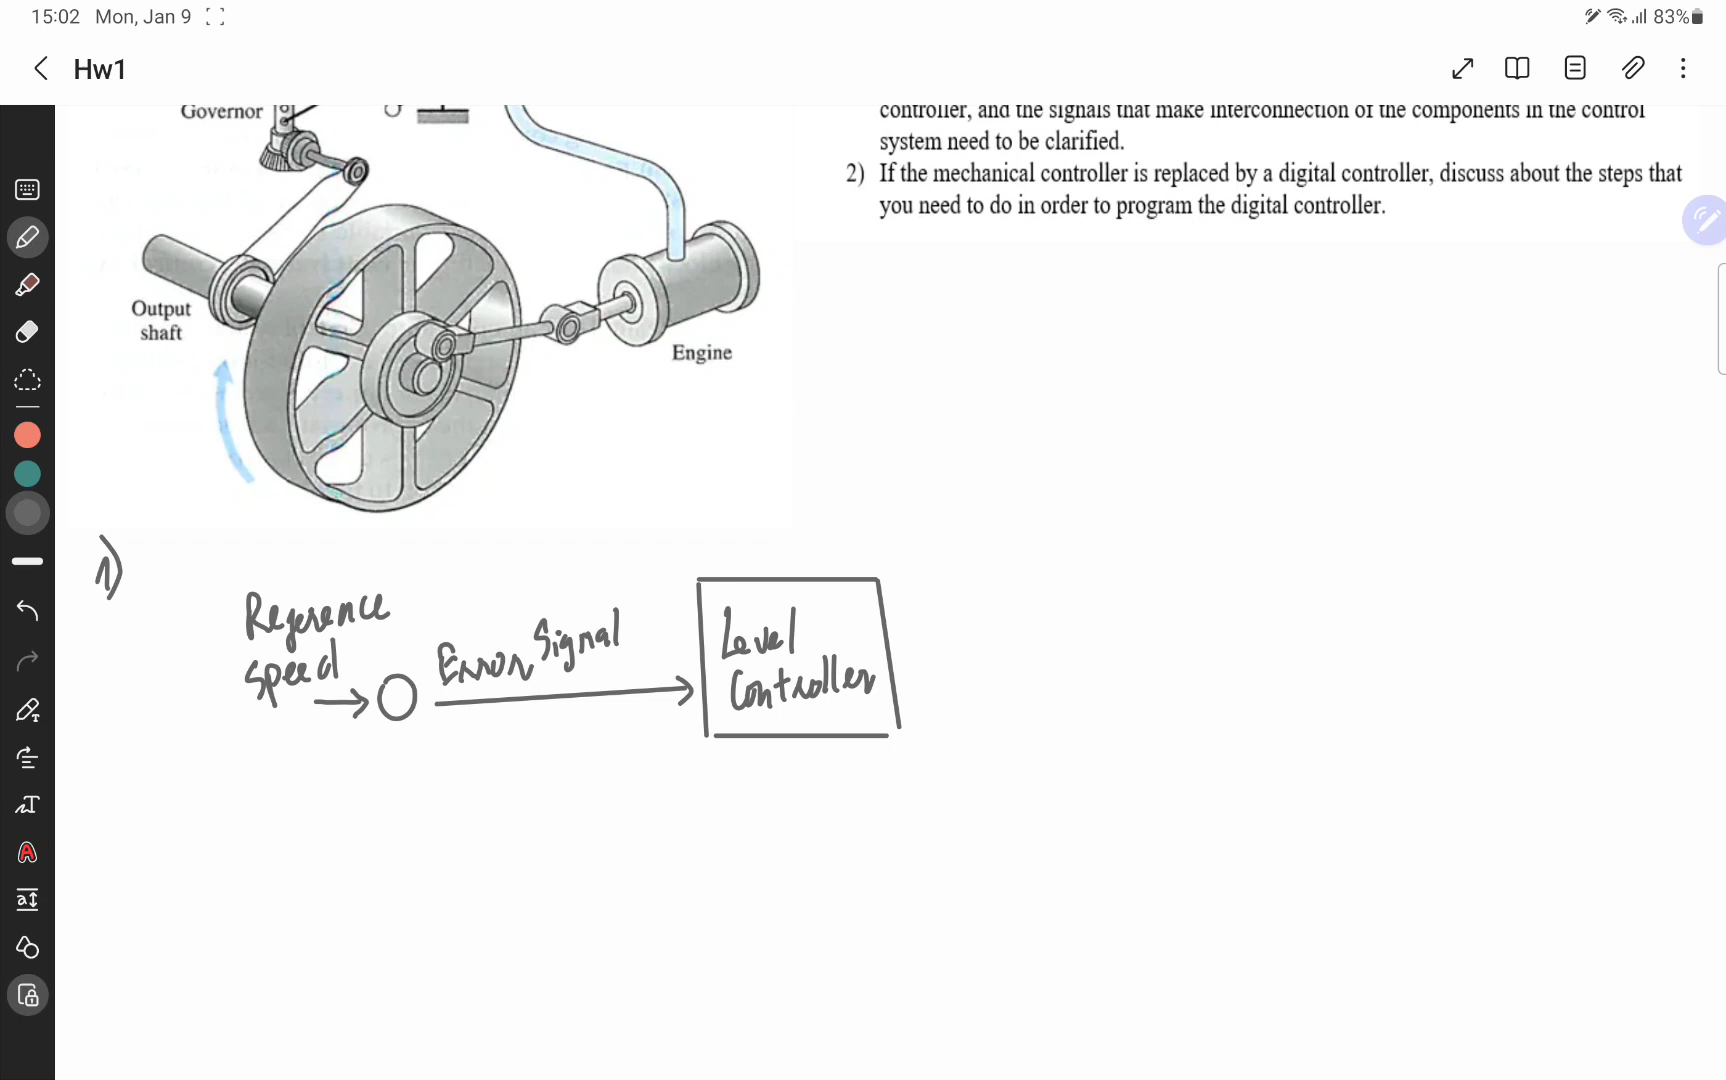 15:02 Mon, Jan 9
83%
Hw1
Governor
Output
shaft
Engine
controller, and the signals that make interconnection of the components in the control
system need to be clarified.
2) If the mechanical controller is replaced by a digital controller, discuss about the steps that
you need to do in order to program the digital controller.
1)
Reference
speed
Error Signal
Level
Controller